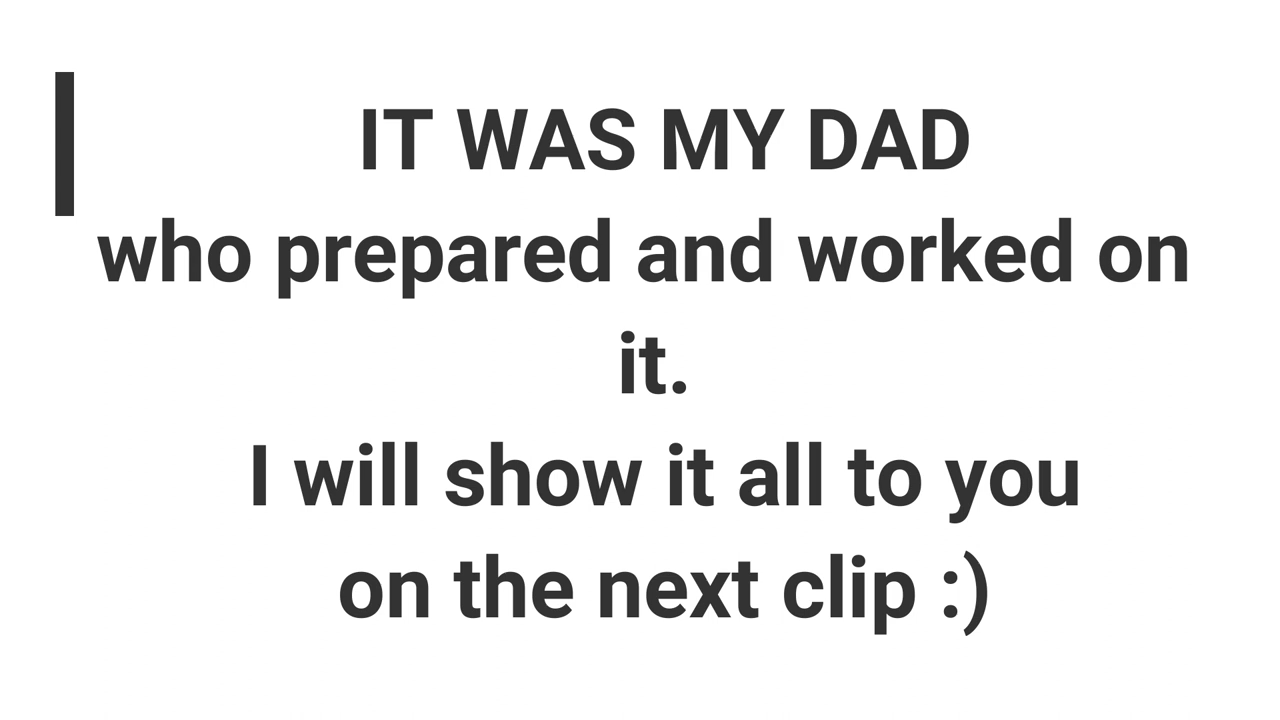 IT WAS MY DAD
who prepared and worked on
it.
I will show it all to you
on the next clip :)